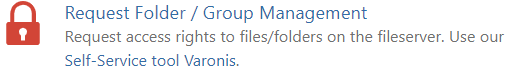 Request Folder / Group Management
Request access rights to files/folders on the fileserver. Use our
Self-Service tool Varonis.